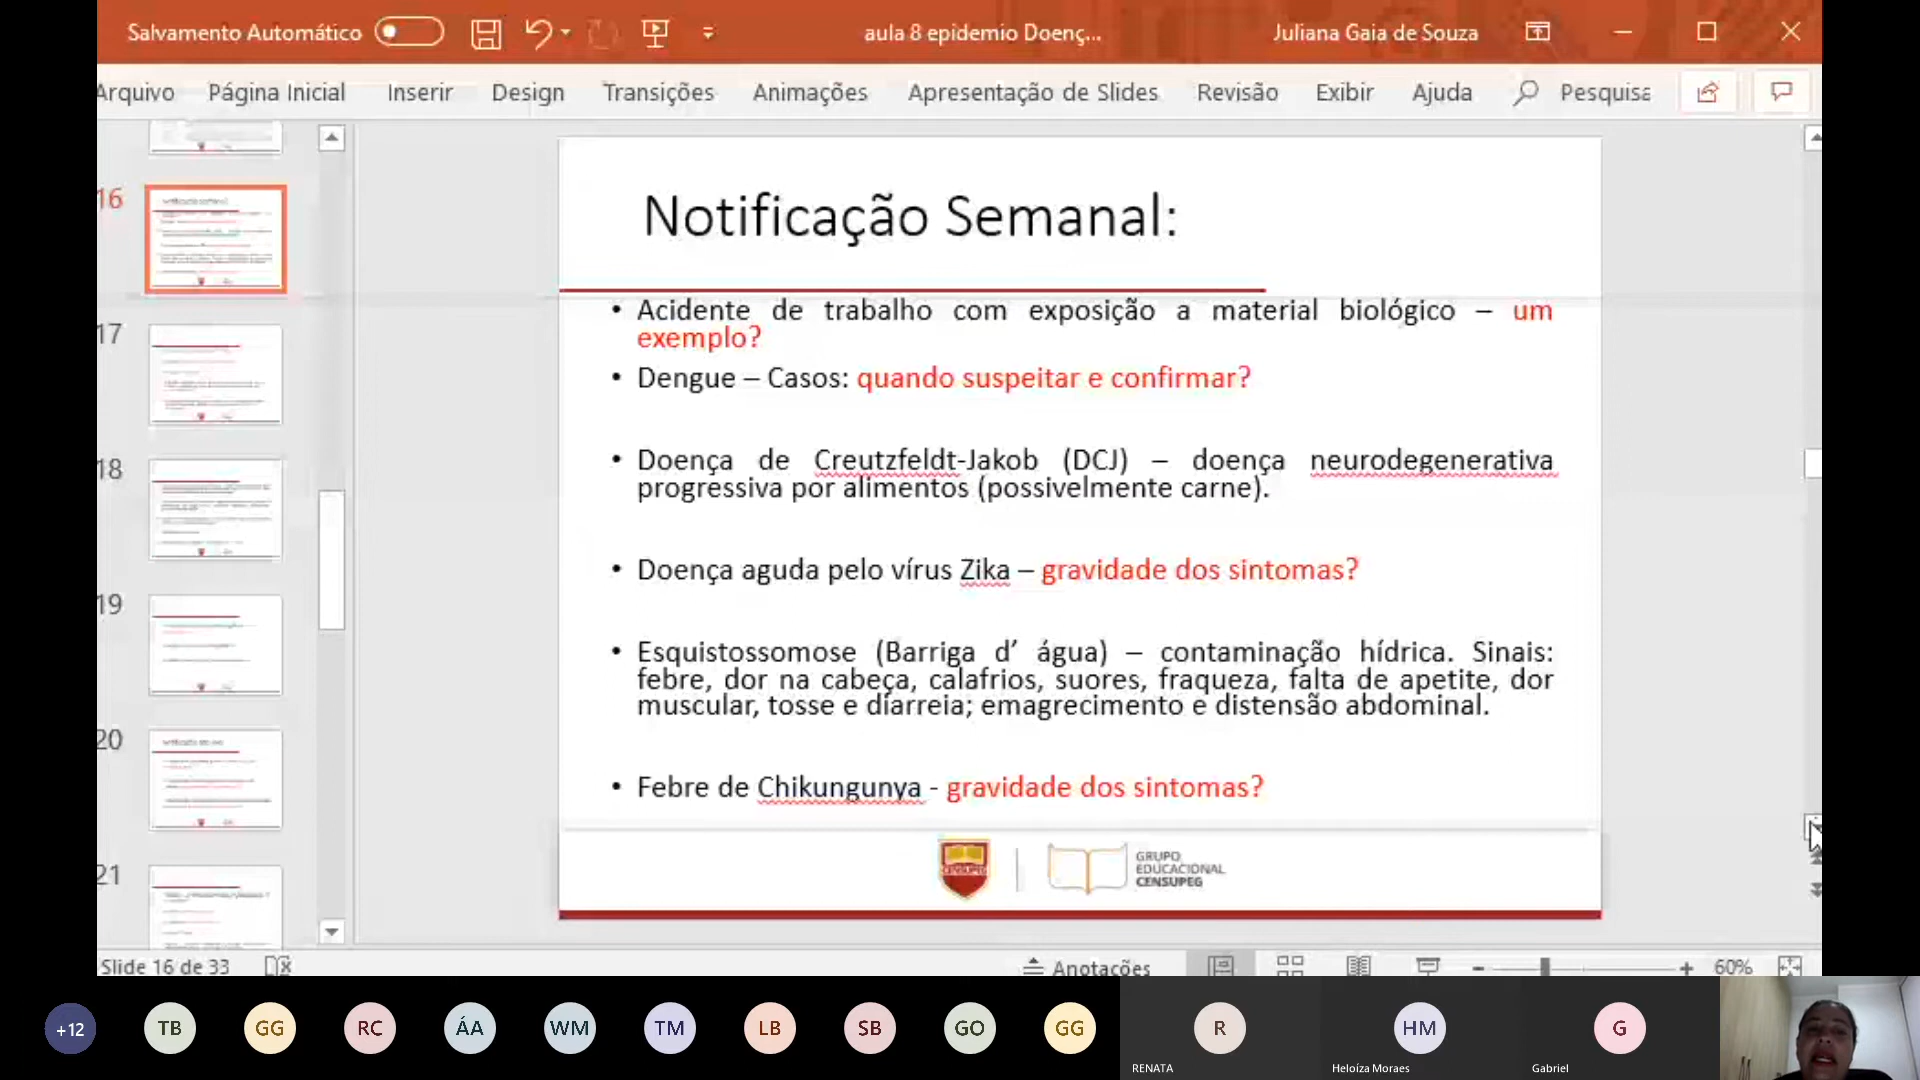 Salvamento Automático
aula 8 epidemio Doenç...
Juliana Gaia de Souza
Arquivo Página Inicial Inserir Design Transições Animações Apresentação de Slides Revisão Exibir Ajuda Pesquisa
16
17
18
19
20
21
Notificação Semanal:
• Acidente de trabalho com exposição a material biológico – um
exemplo?
• Dengue – Casos: quando suspeitar e confirmar?
• Doença de Creutzfeldt-Jakob (DCJ) – doença neurodegenerativa
progressiva por alimentos (possivelmente carne).
• Doença aguda pelo vírus Zika – gravidade dos sintomas?
• Esquistossomose (Barriga d’ água) – contaminação hídrica. Sinais:
febre, dor na cabeça, calafrios, suores, fraqueza, falta de apetite, dor
muscular, tosse e diarreia; emagrecimento e distensão abdominal.
• Febre de Chikungunya - gravidade dos sintomas?
CENSUPEG
GRUPO
EDUCACIONAL
CENSUPEG
Slide 16 de 33
Anotações
60%
+12 TB GG RC ÁA WM TM LB SB GO GG R HM G
RENATA Heloíza Moraes Gabriel